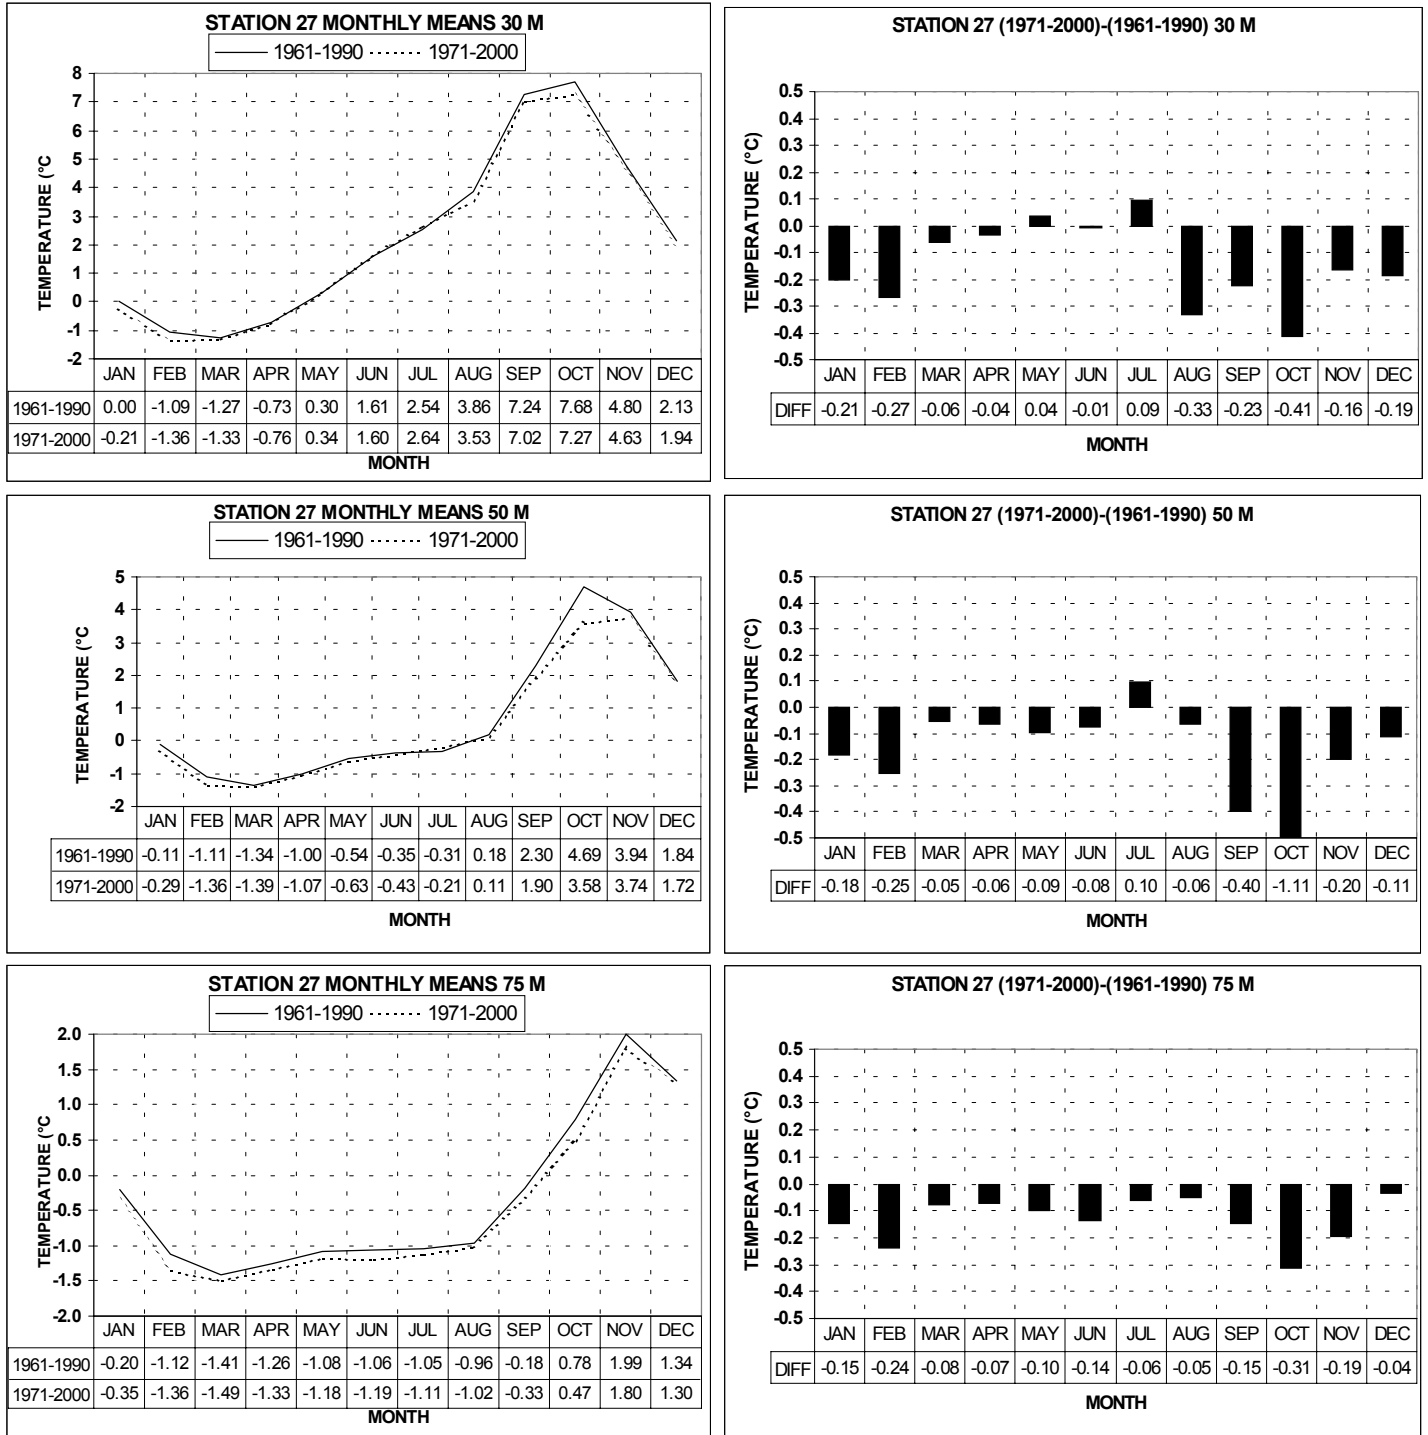 STATION 27 MONTHLY MEANS 30 M
1961-1990 1971-2000
TEMPERATURE (°C
8
7
6
5
4
3
2
1
0
-1
-2
JAN FEB MAR APR MAY JUN JUL AUG SEP OCT NOV DEC
1961-1990 0.00 -1.09 -1.27 -0.73 0.30 1.61 2.54 3.86 7.24 7.68 4.80 2.13
1971-2000 -0.21 -1.36 -1.33 -0.76 0.34 1.60 2.64 3.53 7.02 7.27 4.63 1.94
MONTH
STATION 27 (1971-2000)-(1961-1990) 30 M
TEMPERATURE (°C)
0.5
0.4
0.3
0.2
0.1
0.0
-0.1
-0.2
-0.3
-0.4
-0.5
JAN FEB MAR APR MAY JUN JUL AUG SEP OCT NOV DEC
DIFF -0.21 -0.27 -0.06 -0.04 0.04 -0.01 0.09 -0.33 -0.23 -0.41 -0.16 -0.19
MONTH
STATION 27 MONTHLY MEANS 50 M
1961-1990 1971-2000
TEMPERATURE (°C
5
4
3
2
1
0
-1
-2
JAN FEB MAR APR MAY JUN JUL AUG SEP OCT NOV DEC
1961-1990 -0.11 -1.11 -1.34 -1.00 -0.54 -0.35 -0.31 0.18 2.30 4.69 3.94 1.84
1971-2000 -0.29 -1.36 -1.39 -1.07 -0.63 -0.43 -0.21 0.11 1.90 3.58 3.74 1.72
MONTH
STATION 27 (1971-2000)-(1961-1990) 50 M
TEMPERATURE (°C)
0.5
0.4
0.3
0.2
0.1
0.0
-0.1
-0.2
-0.3
-0.4
-0.5
JAN FEB MAR APR MAY JUN JUL AUG SEP OCT NOV DEC
DIFF -0.18 -0.25 -0.05 -0.06 -0.09 -0.08 0.10 -0.06 -0.40 -1.11 -0.20 -0.11
MONTH
STATION 27 MONTHLY MEANS 75 M
1961-1990 1971-2000
TEMPERATURE (°C
2.0
1.5
1.0
0.5
0.0
-0.5
-1.0
-1.5
-2.0
JAN FEB MAR APR MAY JUN JUL AUG SEP OCT NOV DEC
1961-1990 -0.20 -1.12 -1.41 -1.26 -1.08 -1.06 -1.05 -0.96 -0.18 0.78 1.99 1.34
1971-2000 -0.35 -1.36 -1.49 -1.33 -1.18 -1.19 -1.11 -1.02 -0.33 0.47 1.80 1.30
MONTH
STATION 27 (1971-2000)-(1961-1990) 75 M
TEMPERATURE (°C)
0.5
0.4
0.3
0.2
0.1
0.0
-0.1
-0.2
-0.3
-0.4
-0.5
JAN FEB MAR APR MAY JUN JUL AUG SEP OCT NOV DEC
DIFF -0.15 -0.24 -0.08 -0.07 -0.10 -0.14 -0.06 -0.05 -0.15 -0.31 -0.19 -0.04
MONTH